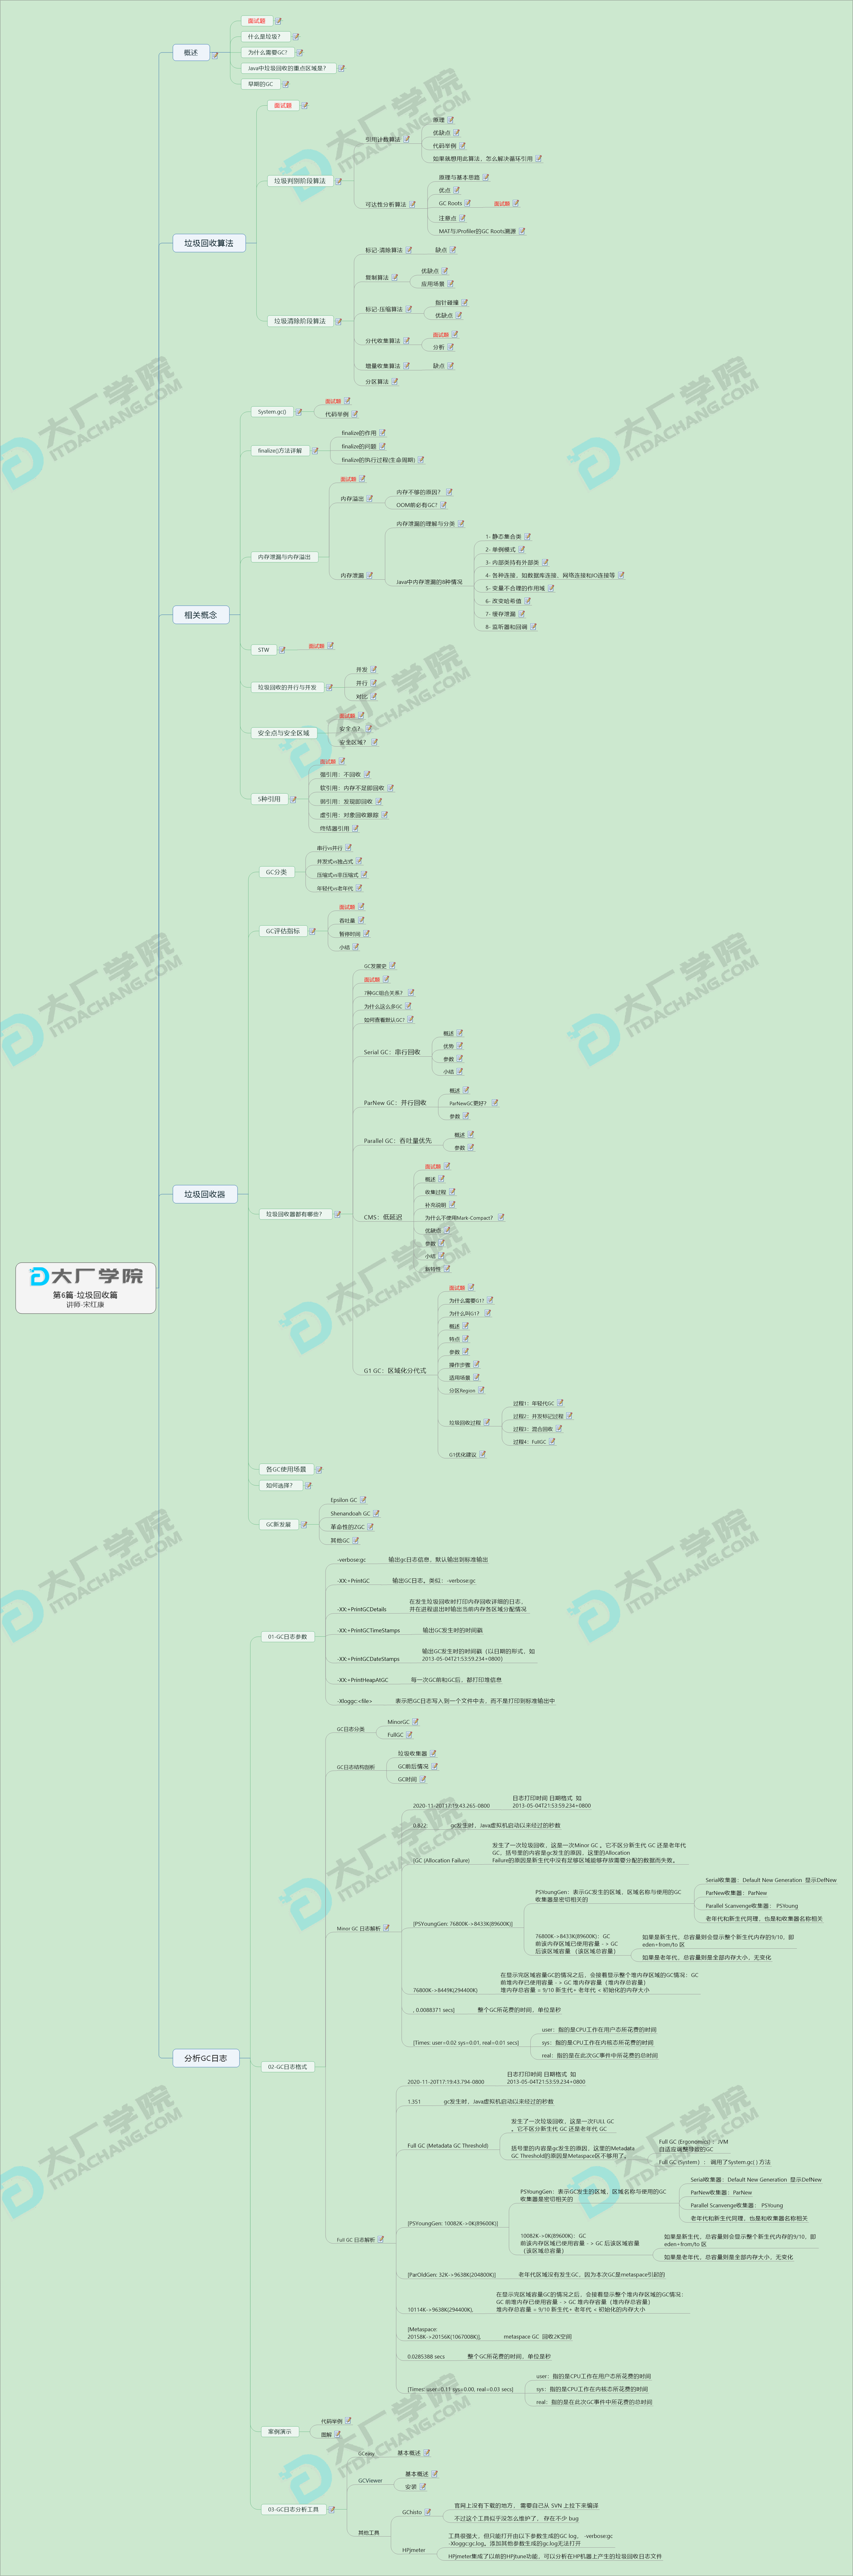 大厂学院
第6篇-垃圾回收篇
讲师-宋红康
概述
面试题
什么是垃圾？
为什么需要GC?
Java中垃圾回收的重点区域是？
早期的GC
垃圾回收算法
面试题
垃圾判别阶段算法
引用计数算法
原理
优缺点
代码举例
如果就想用此算法，怎么解决循环引用
可达性分析算法
原理与基本思路
优点
GC Roots
面试题
注意点
MAT与JProfiler的GC Roots溯源
垃圾清除阶段算法
标记-清除算法
缺点
复制算法
优缺点
应用场景
标记-压缩算法
指针碰撞
优缺点
分代收集算法
面试题
分析
增量收集算法
缺点
分区算法
相关概念
System.gc()
面试题
代码举例
finalize()方法详解
finalize的作用
finalize的问题
finalize的执行过程(生命周期)
内存泄漏与内存溢出
面试题
内存溢出
内存不够的原因？
OOM前必有GC?
内存泄漏
内存泄漏的理解与分类
Java中内存泄漏的8种情况
1- 静态集合类
2- 单例模式
3- 内部类持有外部类
4- 各种连接，如数据库连接、网络连接和IO连接等
5- 变量不合理的作用域
6- 改变哈希值
7- 缓存泄漏
8- 监听器和回调
STW
面试题
垃圾回收的并行与并发
并发
并行
对比
安全点与安全区域
面试题
安全点？
安全区域？
5种引用
面试题
强引用：不回收
软引用：内存不足即回收
弱引用：发现即回收
虚引用：对象回收跟踪
终结器引用
垃圾回收器
GC分类
串行vs并行
并发式vs独占式
压缩式vs非压缩式
年轻代vs老年代
GC评估指标
面试题
吞吐量
暂停时间
小结
垃圾回收器都有哪些？
GC发展史
面试题
7种GC组合关系？
为什么这么多GC
如何查看默认GC?
Serial GC：串行回收
概述
优势
参数
小结
ParNew GC：并行回收
概述
ParNewGC更好？
参数
Parallel GC：吞吐量优先
概述
参数
CMS：低延迟
面试题
概述
收集过程
补充说明
为什么不使用Mark-Compact?
优缺点
参数
小结
新特性
G1 GC：区域化分代式
面试题
为什么需要G1?
为什么叫G1？
概述
特点
参数
操作步骤
适用场景
分区Region
垃圾回收过程
过程1：年轻代GC
过程2：并发标记过程
过程3：混合回收
过程4：FullGC
G1优化建议
各GC使用场景
如何选择？
GC新发展
Epsilon GC
Shenandoah GC
革命性的ZGC
其他GC
分析GC日志
01-GC日志参数
-verbose:gc
输出gc日志信息，默认输出到标准输出
-XX:+PrintGC
输出GC日志。类似：-verbose:gc
-XX:+PrintGCDetails
在发生垃圾回收时打印内存回收详细的日志，
并在进程退出时输出当前内存各区域分配情况
-XX:+PrintGCTimeStamps
输出GC发生时的时间戳
-XX:+PrintGCDateStamps
输出GC发生时的时间戳（以日期的形式，如
2013-05-04T21:53:59.234+0800）
-XX:+PrintHeapAtGC
每一次GC前和GC后，都打印堆信息
-Xloggc:<file>
表示把GC日志写入到一个文件中去，而不是打印到标准输出中
02-GC日志格式
GC日志分类
MinorGC
FullGC
GC日志结构剖析
垃圾收集器
GC前后情况
GC时间
Minor GC 日志解析
2020-11-20T17:19:43.265-0800
日志打印时间 日期格式 如
2013-05-04T21:53:59.234+0800
0.822:
gc发生时，Java虚拟机启动以来经过的秒数
[GC (Allocation Failure)
发生了一次垃圾回收，这是一次Minor GC 。它不区分新生代 GC 还是老年代
GC，括号里的内容是gc发生的原因，这里的Allocation
Failure的原因是新生代中没有足够区域能够存放需要分配的数据而失败。
[PSYoungGen: 76800K->8433K(89600K)]
PSYoungGen：表示GC发生的区域，区域名称与使用的GC
收集器是密切相关的
Serial收集器：Default New Generation 显示DefNew
ParNew收集器：ParNew
Parallel Scanvenge收集器： PSYoung
老年代和新生代同理，也是和收集器名称相关
76800K->8433K(89600K)：GC
前该内存区域已使用容量 - > GC
后该区域容量 （该区域总容量）
如果是新生代，总容量则会显示整个新生代内存的9/10，即
eden+from/to 区
如果是老年代，总容量则是全部内存大小，无变化
76800K->8449K(294400K)
在显示完区域容量GC的情况之后，会接着显示整个堆内存区域的GC情况：GC
前堆内存已使用容量 - > GC 堆内存容量（堆内存总容量）
堆内存总容量 = 9/10 新生代+ 老年代 < 初始化的内存大小
, 0.0088371 secs]
整个GC所花费的时间，单位是秒
[Times: user=0.02 sys=0.01, real=0.01 secs]
user：指的是CPU工作在用户态所花费的时间
sys：指的是CPU工作在内核态所花费的时间
real：指的是在此次GC事件中所花费的总时间
Full GC 日志解析
2020-11-20T17:19:43.794-0800
日志打印时间 日期格式 如
2013-05-04T21:53:59.234+0800
1.351
gc发生时，Java虚拟机启动以来经过的秒数
Full GC (Metadata GC Threshold)
发生了一次垃圾回收，这是一次FULL GC
。它不区分新生代 GC 还是老年代 GC
括号里的内容是gc发生的原因，这里的Metadata
GC Threshold的原因是Metaspace区不够用了。
Full GC (Ergonomics) ：JVM
自适应调整导致的GC
Full GC (System) ：调用了System.gc( ) 方法
[PSYoungGen: 10082K->0K(89600K)]
PSYoungGen：表示GC发生的区域，区域名称与使用的GC
收集器是密切相关的
Serial收集器：Default New Generation 显示DefNew
ParNew收集器：ParNew
Parallel Scanvenge收集器： PSYoung
老年代和新生代同理，也是和收集器名称相关
10082K->0K(89600K)：GC
前该内存区域已使用容量 - > GC 后该区域容量
（该区域总容量）
如果是新生代，总容量则会显示整个新生代内存的9/10，即
eden+from/to 区
如果是老年代，总容量则是全部内存大小，无变化
[ParOldGen: 32K->9638K(204800K)]
老年代区域没有发生GC，因为本次GC是metaspace引起的
10114K->9638K(294400K),
在显示完区域容量GC的情况之后，会接着显示整个堆内存区域的GC情况：
GC 前堆内存已使用容量 - > GC 堆内存容量（堆内存总容量）
堆内存总容量 = 9/10 新生代+ 老年代 < 初始化的内存大小
[Metaspace:
20158K->20156K(1067008K)],
metaspace GC 回收2K空间
0.0285388 secs
整个GC所花费的时间，单位是秒
[Times: user=0.11 sys=0.00, real=0.03 secs]
user：指的是CPU工作在用户态所花费的时间
sys：指的是CPU工作在内核态所花费的时间
real：指的是在此次GC事件中所花费的总时间
案例演示
代码举例
图解
03-GC日志分析工具
GCeasy
基本概述
GCViewer
基本概述
安装
其他工具
GChisto
官网上没有下载的地方，需要自己从 SVN 上拉下来编译
不过这个工具似乎没怎么维护了，存在不少 bug
HPjmeter
工具很强大，但只能打开由以下参数生成的GC log， -verbose:gc
-Xloggc:gc.log。添加其他参数生成的gc.log无法打开
HPjmeter集成了以前的HPjtune功能，可以分析在HP机器上产生的垃圾回收日志文件
大厂学院
ITDACHANG.COM